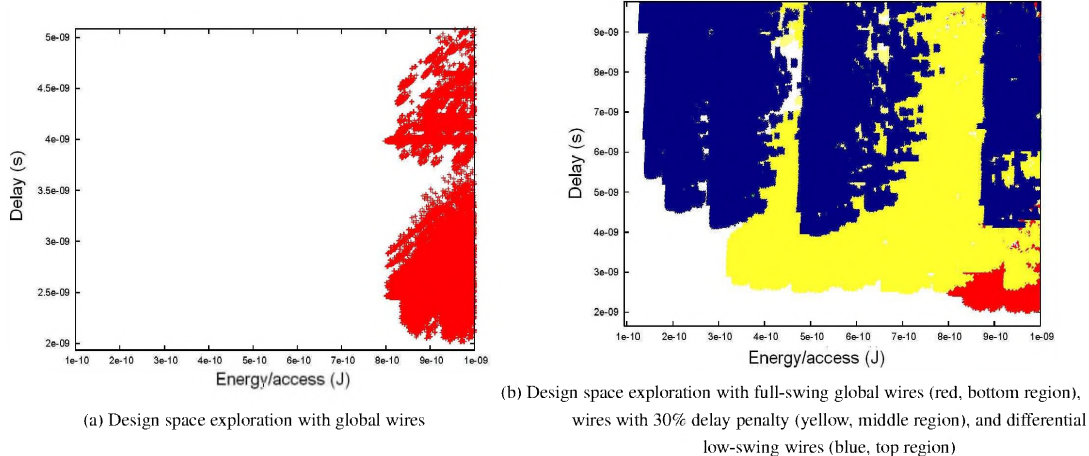 5e-09
4.5e-09
4e-09
3.5e-09
3e-09
2.5e-09
2e-09
Delay (s)
1e-10 2e-10 3e-10 4e-10 5e-10 6e-10 7e-10 8e-10 9e-10 1e-09
Energy/access (J)
(a) Design space exploration with global wires
9e-09
8e-09
7e-09
6e-09
5e-09
4e-09
3e-09
2e-09
Delay (s)
1e-10 2e-10 3e-10 4e-10 5e-10 6e-10 7e-10 8e-10 9e-10 1e-09
Energy/access (J)
(b) Design space exploration with full-swing global wires (red, bottom region),
wires with 30% delay penalty (yellow, middle region), and differential
low-swing wires (blue, top region)